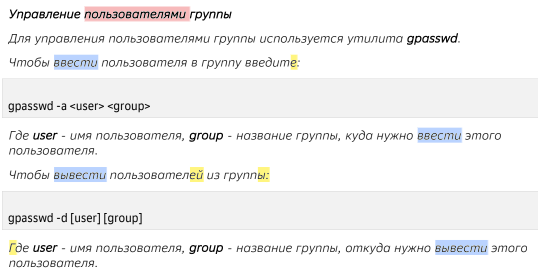 Управление пользователями группы
Для управления пользователями группы используется утилита gpasswd.
Чтобы ввести пользователя в группу введите:
gpasswd -a <user> <group>
Где user - имя пользователя, group - название группы, куда нужно ввести этого
пользователя.
Чтобы вывести пользователей из группы:
gpasswd -d [user] [group]
Где user - имя пользователя, group - название группы, откуда нужно вывести этого
пользователя.